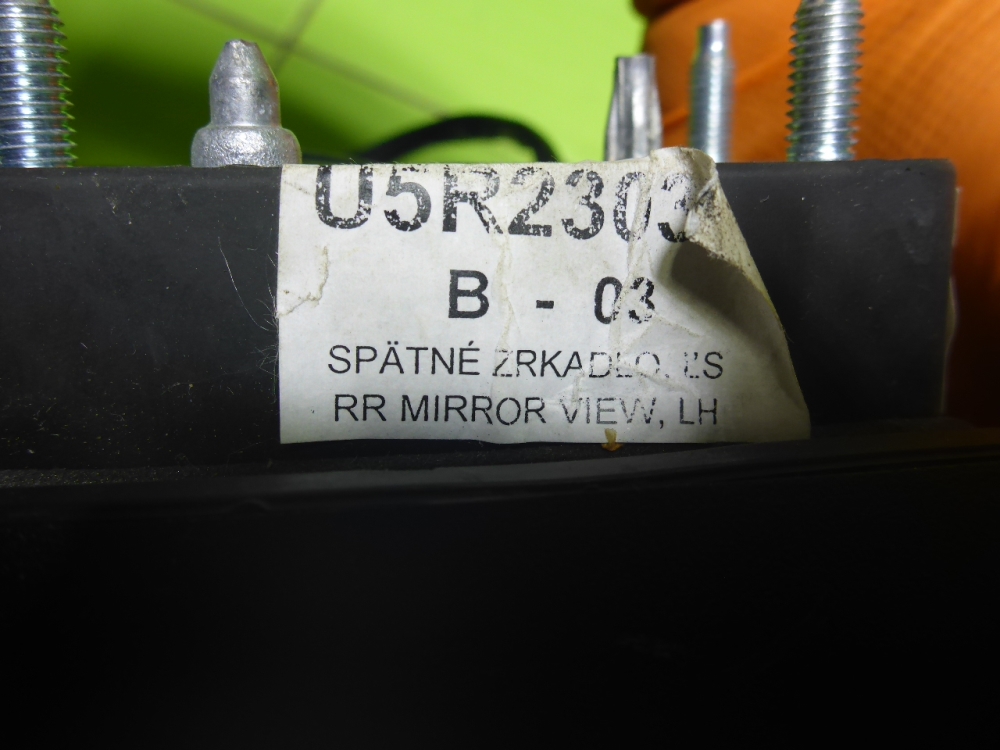 U5R2303
B - 03
SPÄTNÉ ZRKADLO, ĽS
RR MIRROR VIEW, LH